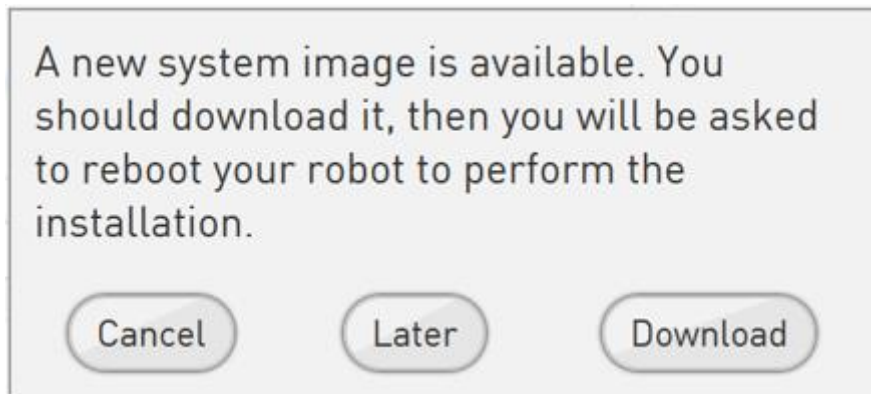 A new system image is available. You
should download it, then you will be asked
to reboot your robot to perform the
installation.
Cancel Later Download